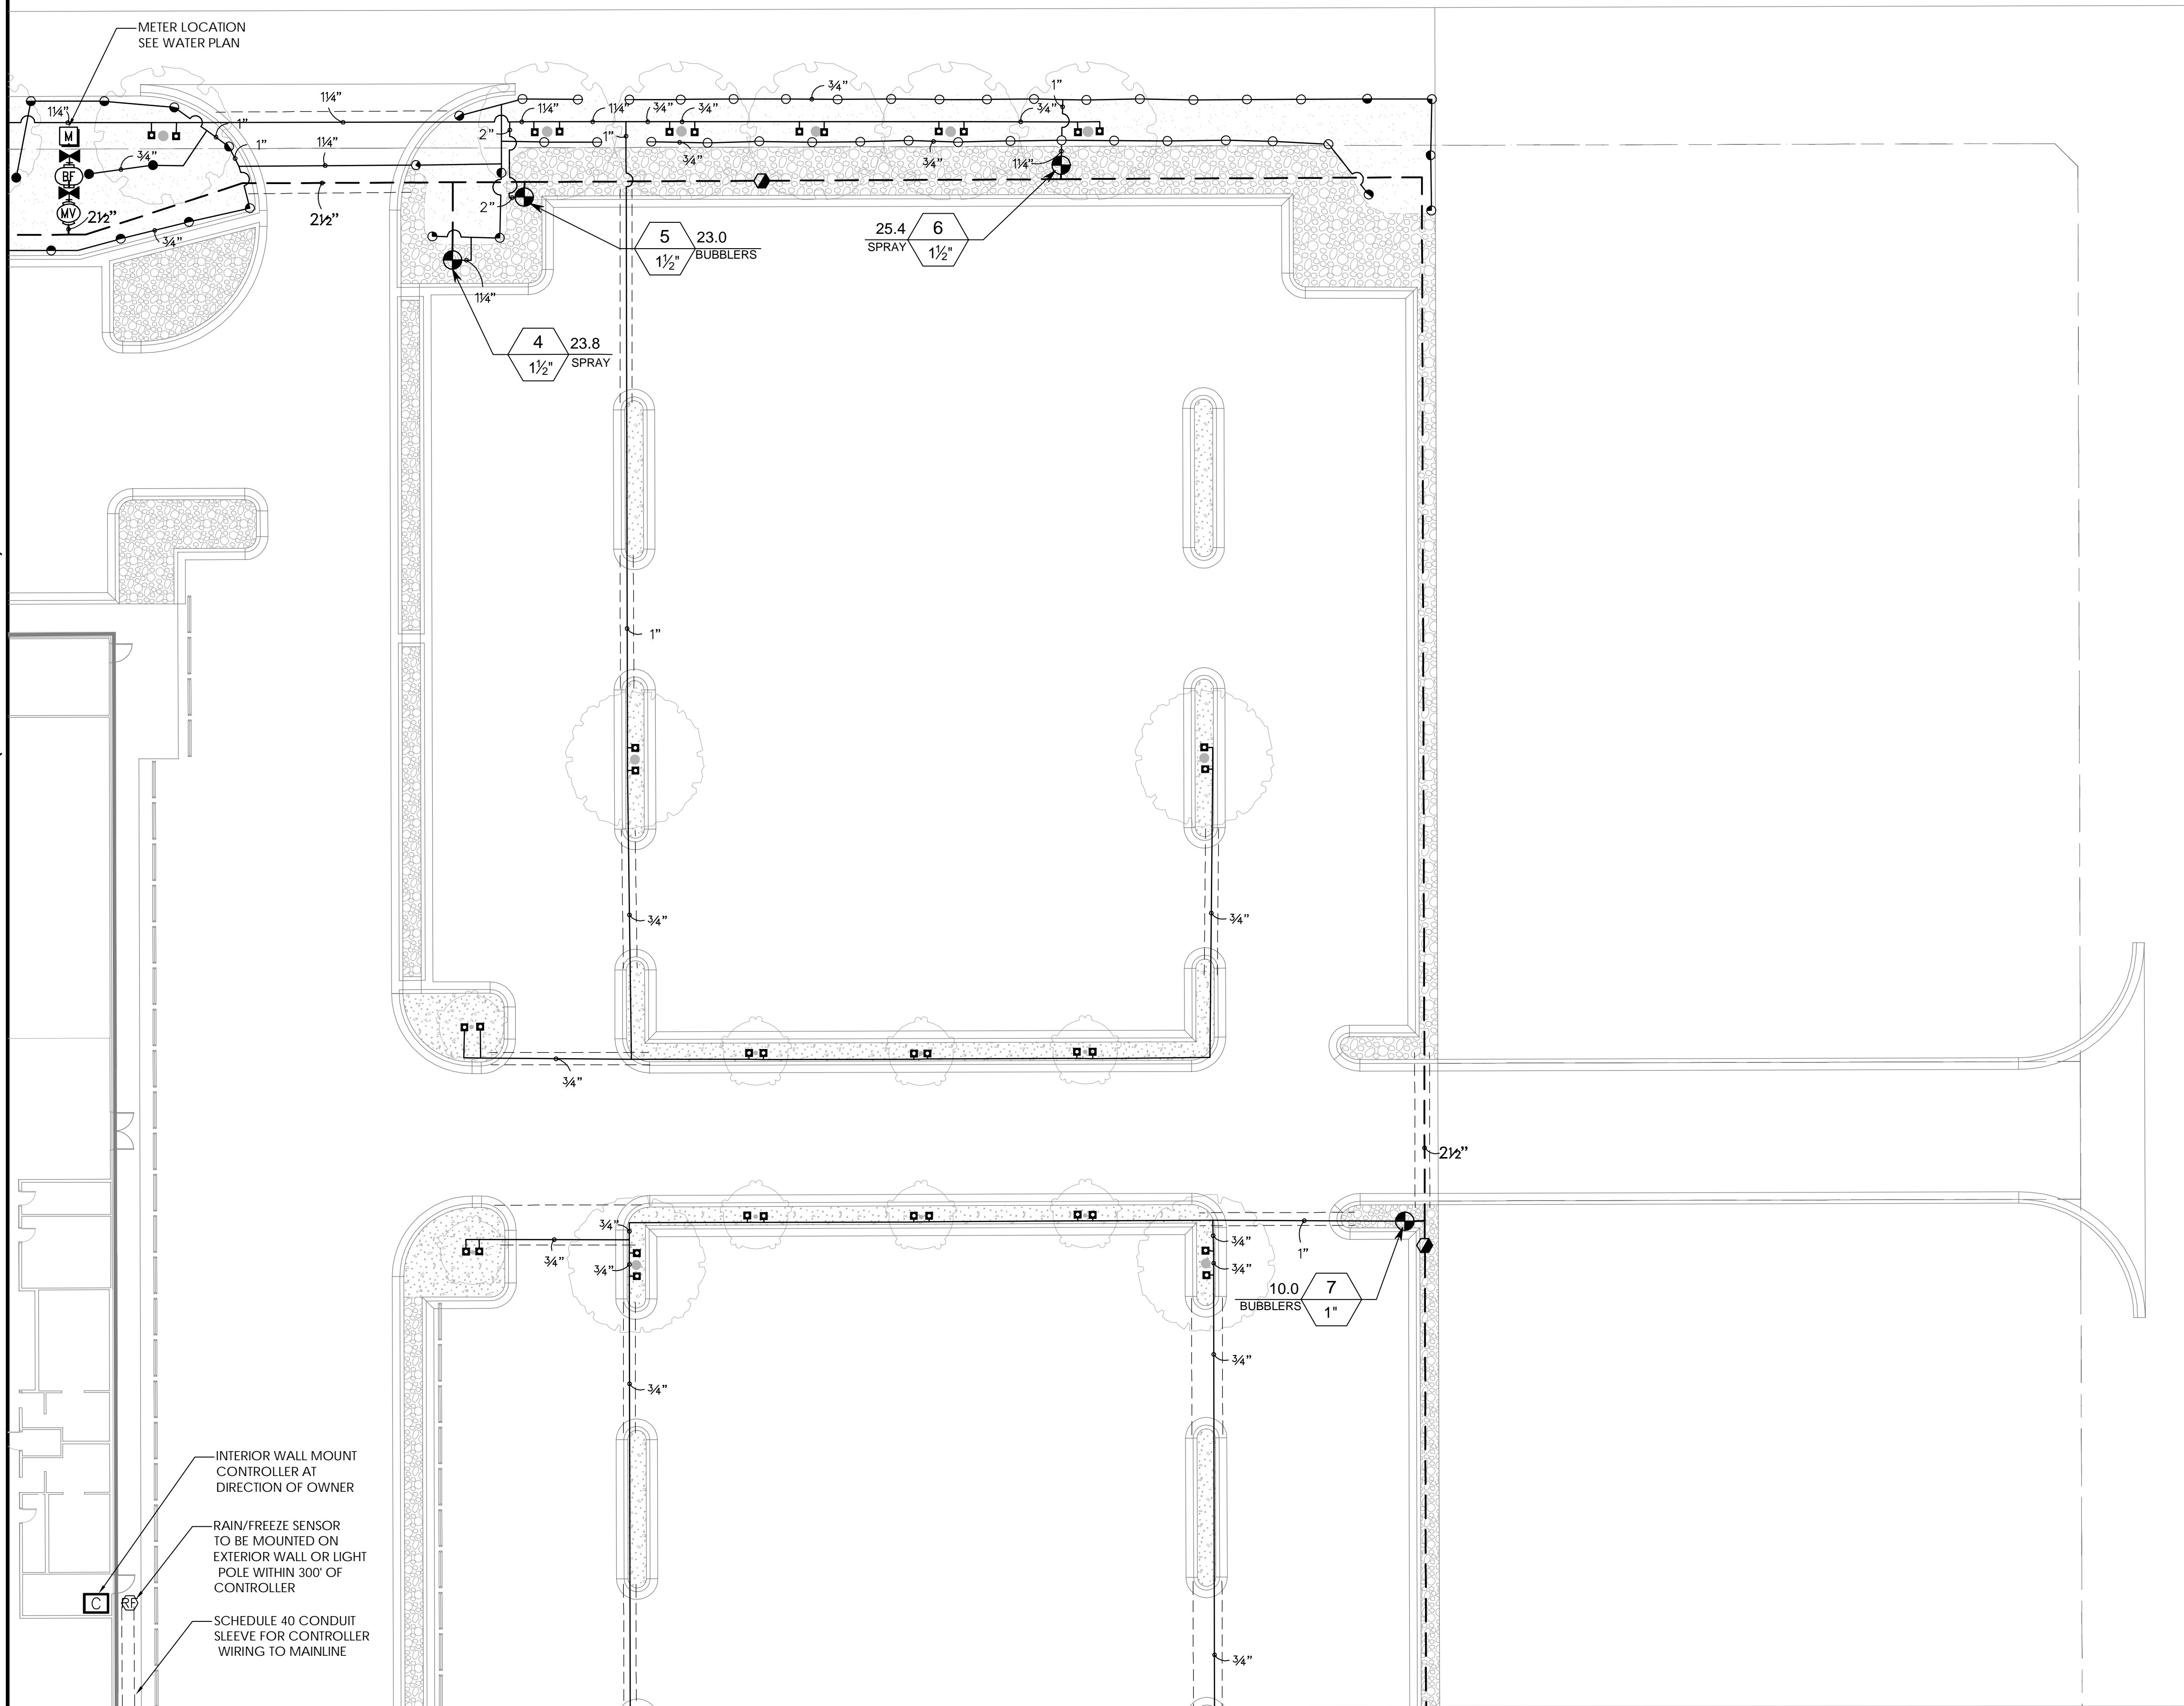 METER LOCATION
SEE WATER PLAN
1¼" 1¼" ¾" 1"
1¼" 1¼" ¾" ¾" ¾"
M 1" 2" 1"
¾" 1" 1¼" ¾" ¾" 1¼"
BF
MV 2½" 2½" 2"
¾"
5 23.0
1½" BUBBLERS
25.4 6
SPRAY 1½"
1¼"
4 23.8
1½" SPRAY
1"
¾" ¾"
¾"
2½"
¾" ¾" ¾" 1"
¾" ¾"
10.0 7
BUBBLERS 1"
¾" ¾"
INTERIOR WALL MOUNT
CONTROLLER AT
DIRECTION OF OWNER
RAIN/FREEZE SENSOR
TO BE MOUNTED ON
EXTERIOR WALL OR LIGHT
POLE WITHIN 300' OF
CONTROLLER
C RF
SCHEDULE 40 CONDUIT
SLEEVE FOR CONTROLLER
WIRING TO MAINLINE
¾"